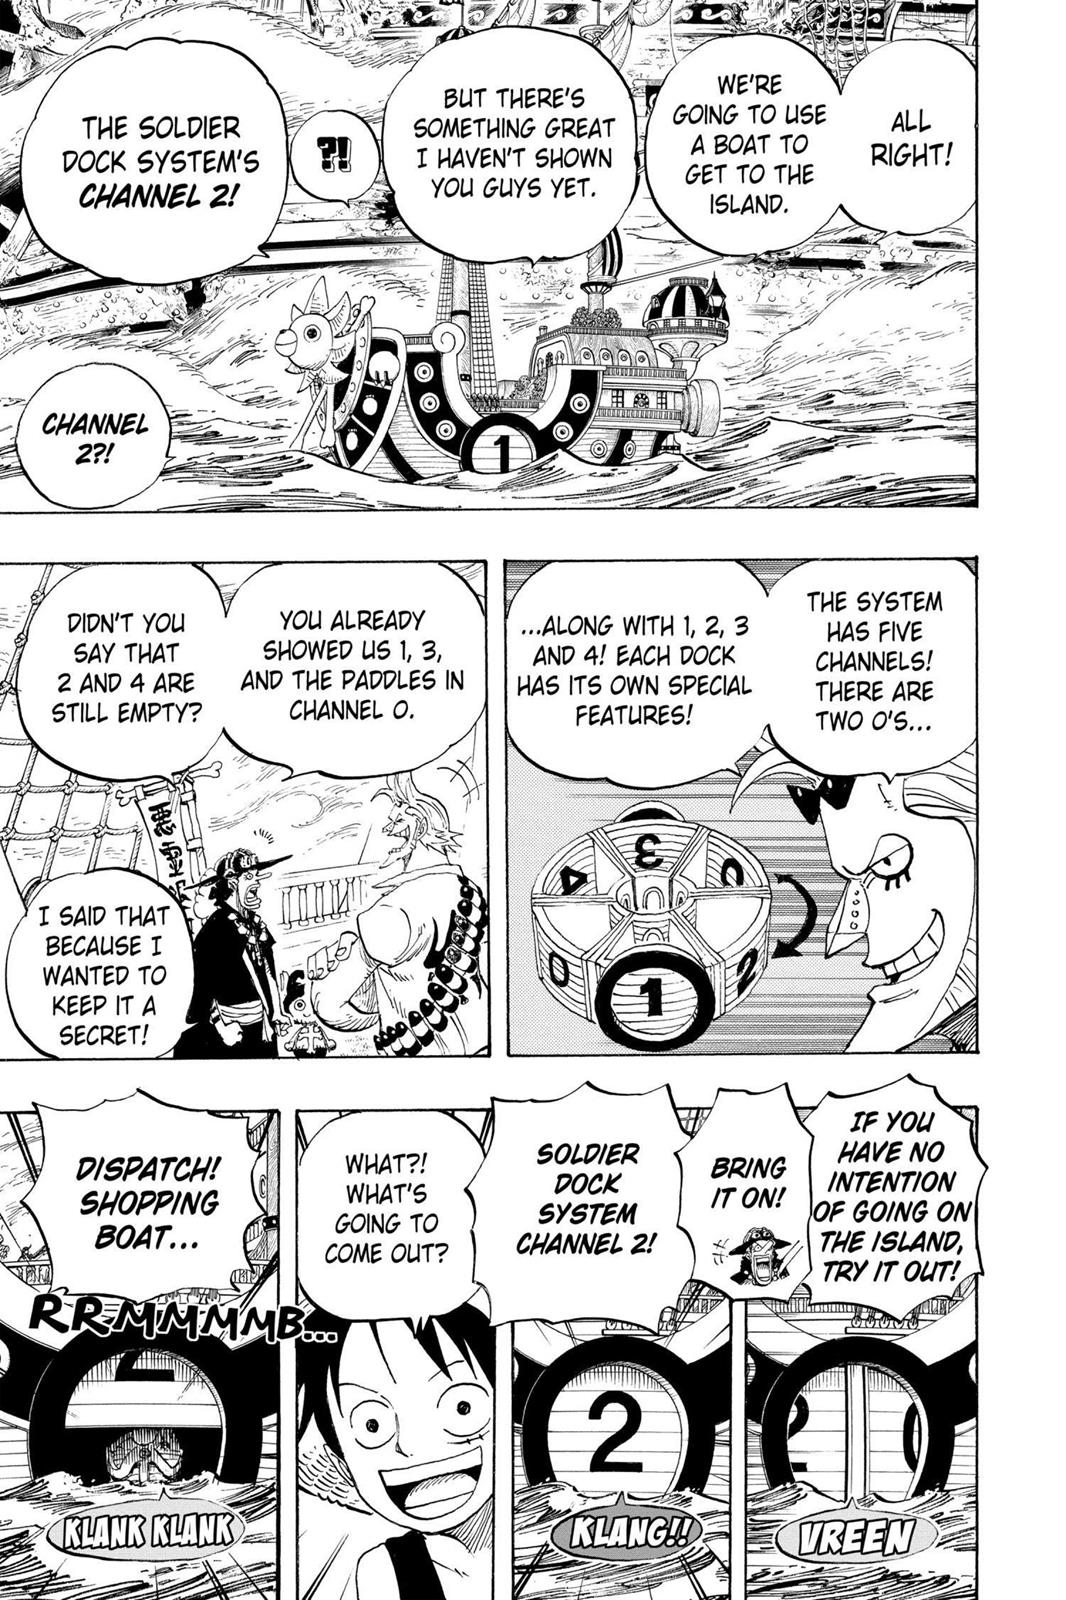 ALL
RIGHT!
WE'RE
GOING TO USE
A BOAT TO
GET TO THE
ISLAND.
BUT THERE'S
SOMETHING GREAT
I HAVEN'T SHOWN
YOU GUYS YET.
?!
THE SOLDIER
DOCK SYSTEM'S
CHANNEL 2!
CHANNEL
2?!
1
THE SYSTEM
HAS FIVE
CHANNELS!
THERE ARE
TWO 0'S...
...ALONG WITH 1, 2, 3
AND 4! EACH DOCK
HAS ITS OWN SPECIAL
FEATURES!
3
0
4
2
0
1
YOU ALREADY
SHOWED US 1, 3,
AND THE PADDLES IN
CHANNEL 0.
DIDN'T YOU
SAY THAT
2 AND 4 ARE
STILL EMPTY?
I SAID THAT
BECAUSE I
WANTED TO
KEEP IT A
SECRET!
IF YOU
HAVE NO
INTENTION
OF GOING ON
THE ISLAND,
TRY IT OUT!
BRING
IT ON!
2 0
VREEN
SOLDIER
DOCK
SYSTEM
CHANNEL 2!
2
KLANG!!
WHAT?!
WHAT'S
GOING TO
COME OUT?
DISPATCH!
SHOPPING
BOAT...
RRMMMMB...
2
KLANK KLANK